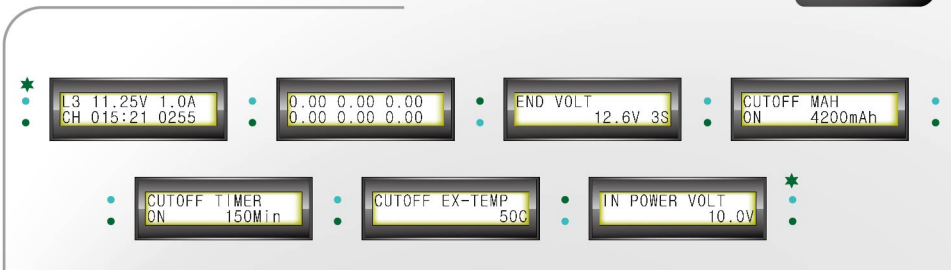 L3 11.25V 1.0A
CH 015:21 0255
0.00 0.00 0.00
0.00 0.00 0.00
END VOLT
12.6V 3S
CUTOFF MAH
ON 4200mAh
CUTOFF TIMER
ON 150Min
CUTOFF EX-TEMP
50C
IN POWER VOLT
10.0V